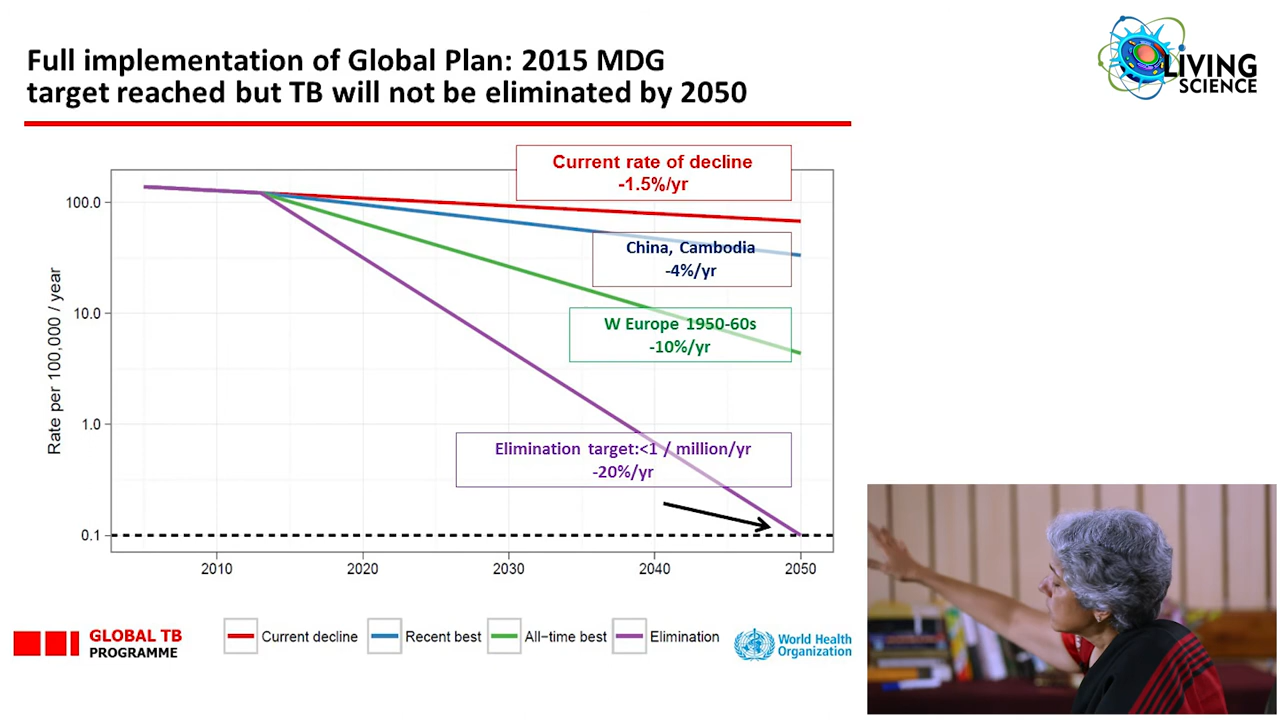 Full implementation of Global Plan: 2015 MDG
target reached but TB will not be eliminated by 2050
LIVING
SCIENCE
Current rate of decline
-1.5%/yr
China, Cambodia
-4%/yr
W Europe 1950-60s
-10%/yr
Elimination target:<1 / million/yr
-20%/yr
Rate per 100,000 / year
100.0
10.0
1.0
0.1
2010 2020 2030 2040 2050
GLOBAL TB
PROGRAMME
Current decline Recent best All−time best Elimination
World Health
Organization